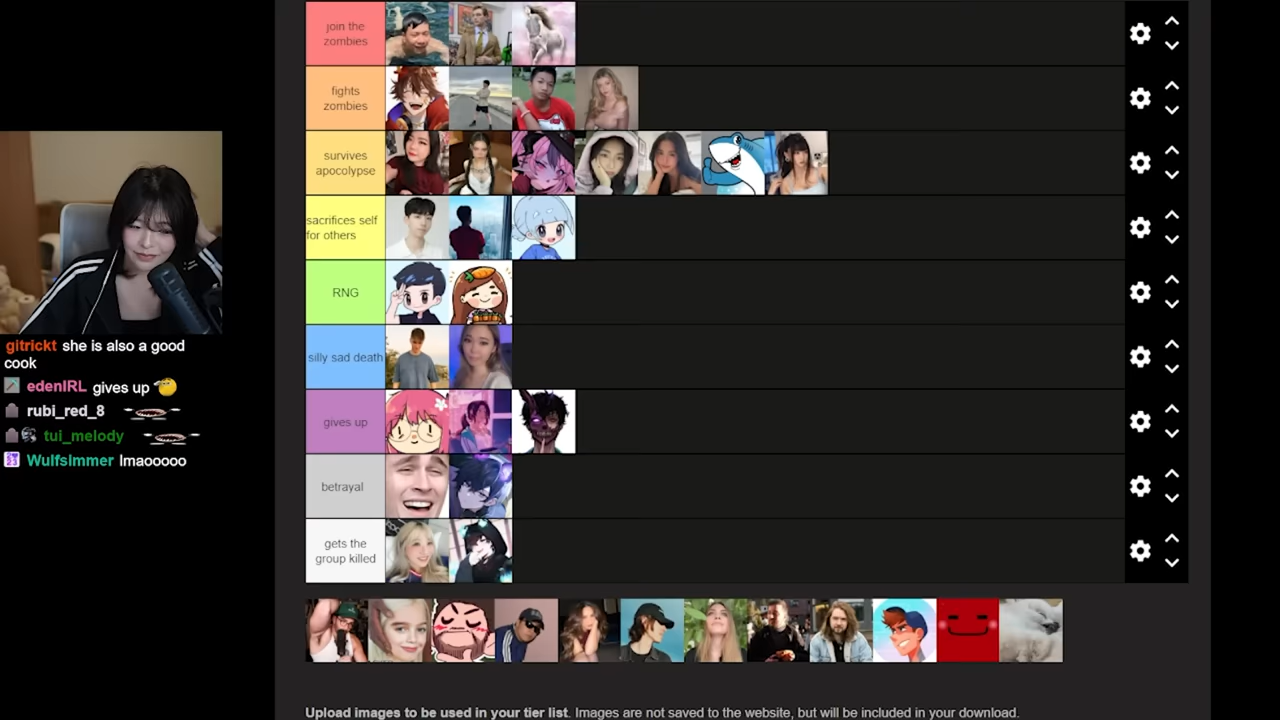 join the
zombies
fights
zombies
survives
apocolypse
sacrifices self
for others
RNG
silly sad death
gives up
betrayal
gets the
group killed
gitrickt she is also a good
cook
edenIRL gives up
rubi_red_8
tui_melody
Wulfsimmer lmaooooo
Upload images to be used in your tier list. Images are not saved to the website, but will be included in your download.